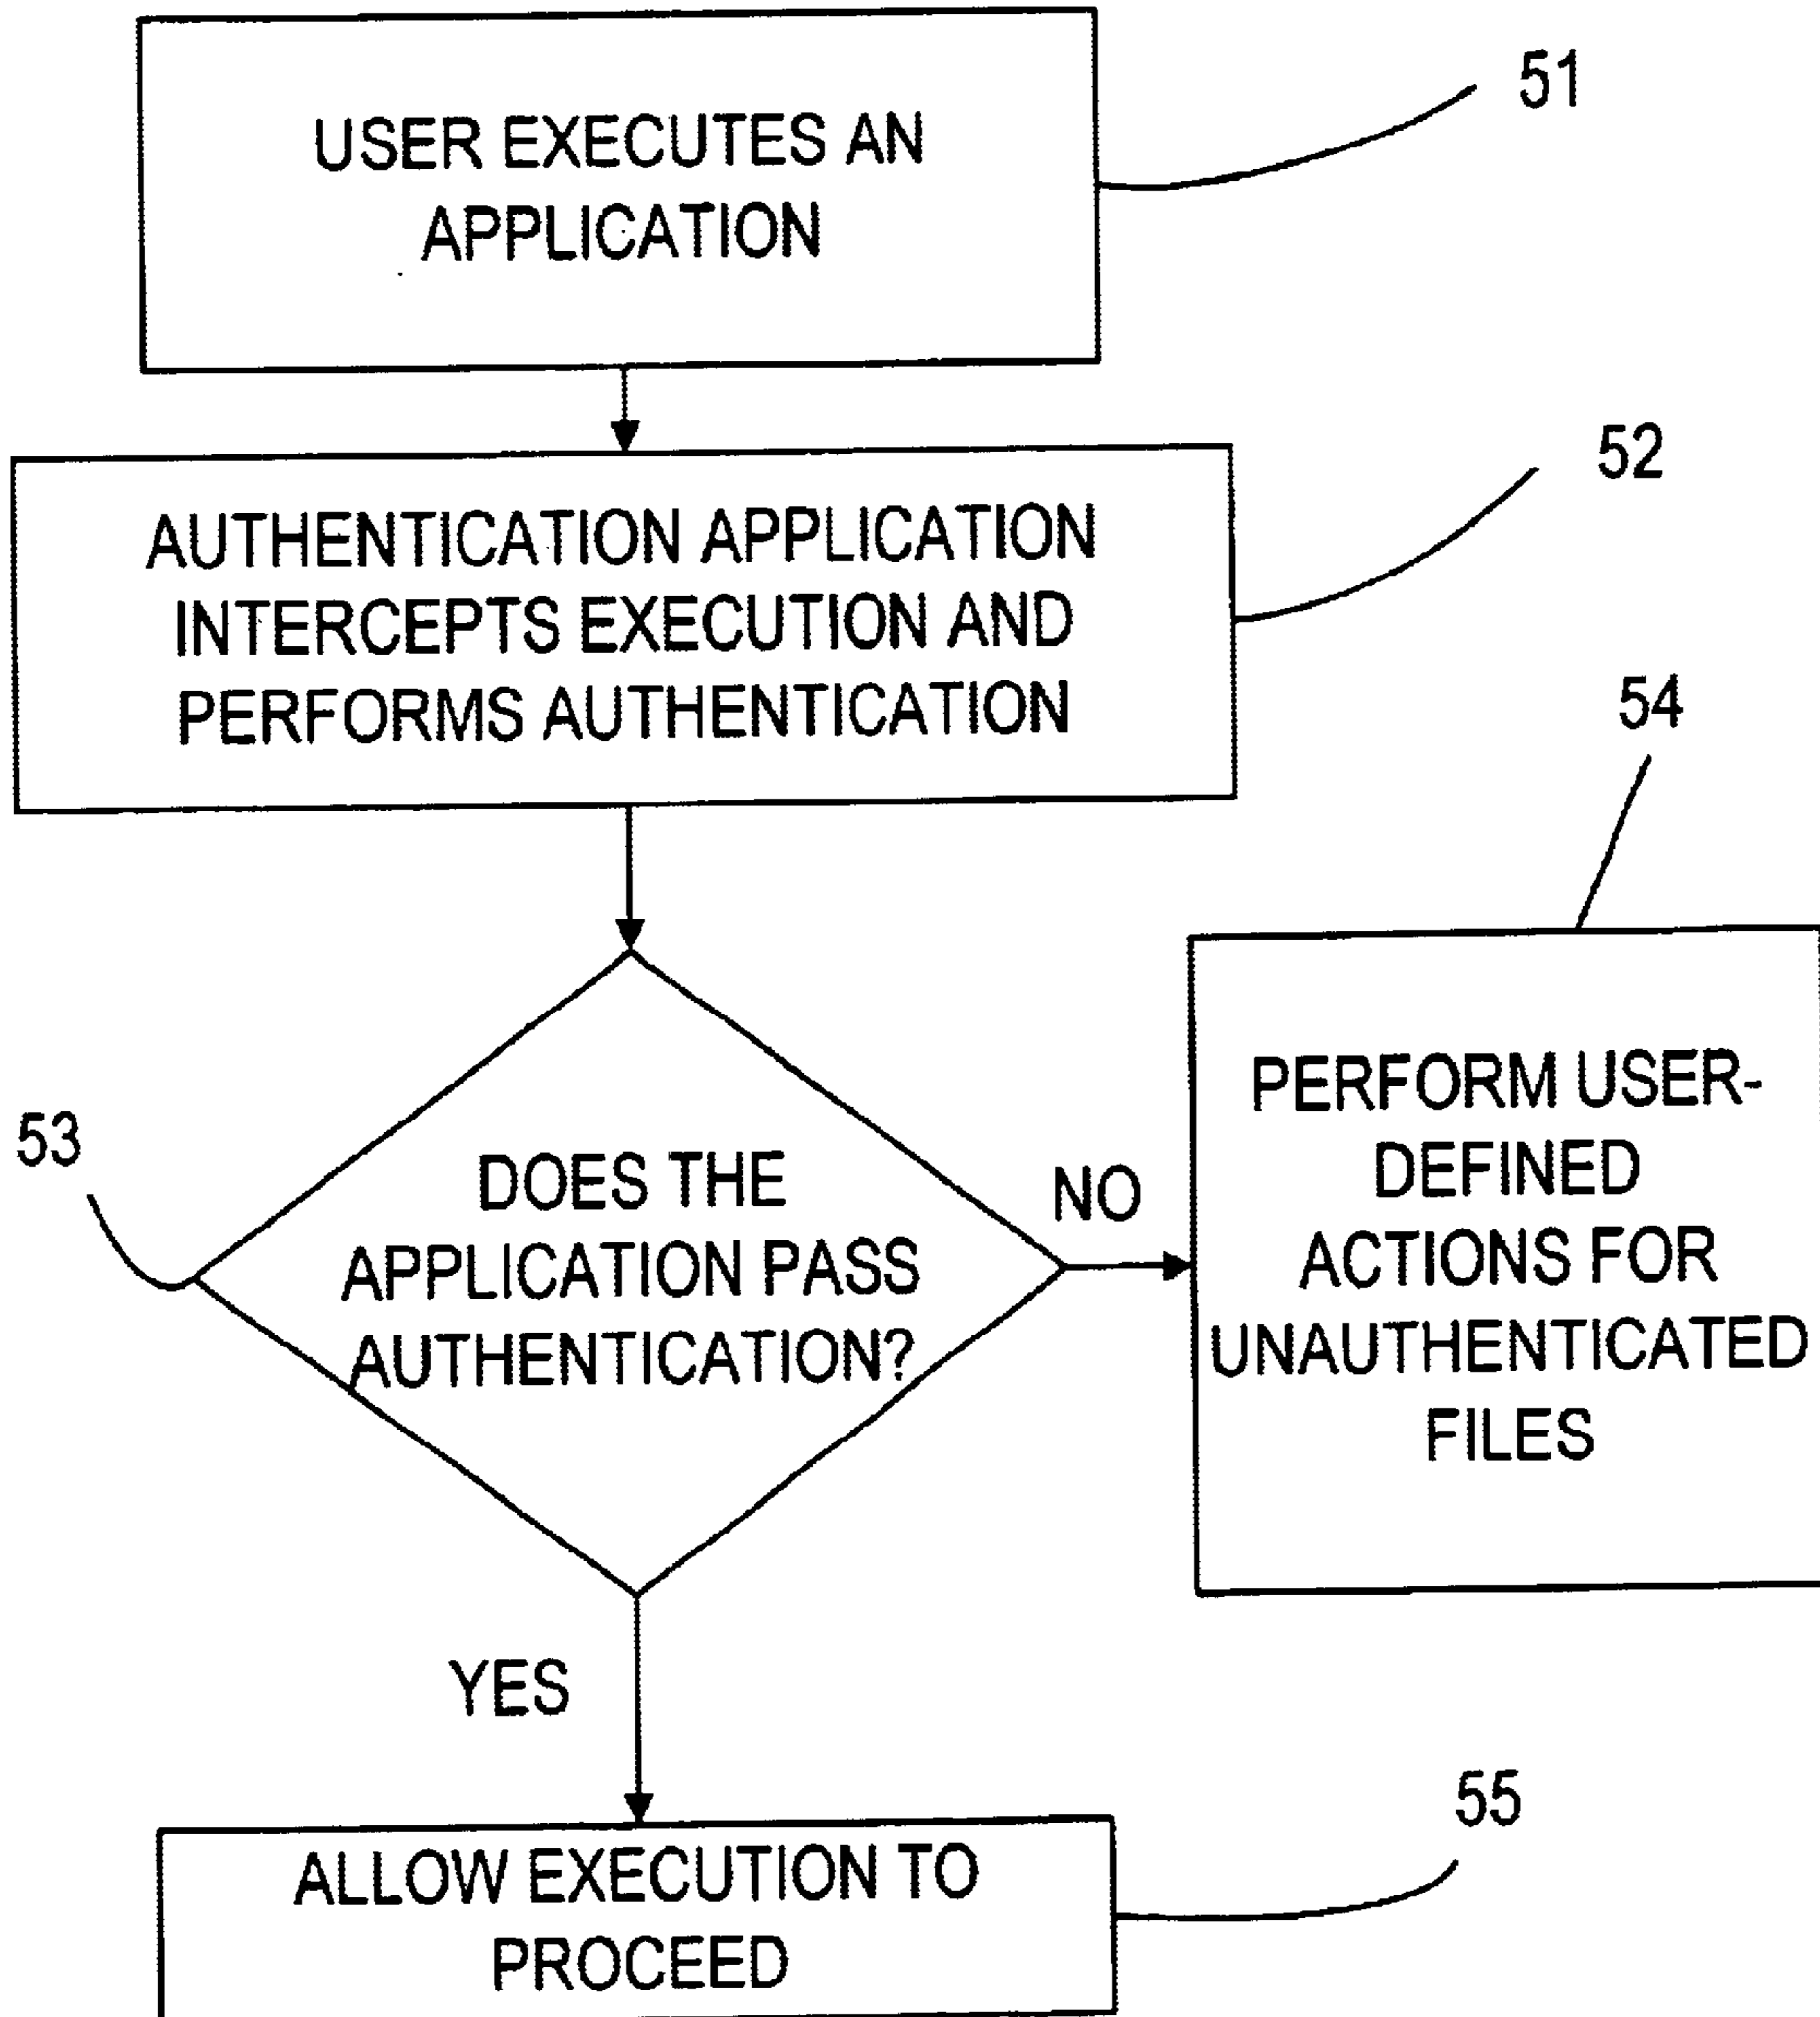 USER EXECUTES AN
APPLICATION
51
AUTHENTICATION APPLICATION
INTERCEPTS EXECUTION AND
PERFORMS AUTHENTICATION
52
53
DOES THE
APPLICATION PASS
AUTHENTICATION?
NO
54
PERFORM USER-
DEFINED
ACTIONS FOR
UNAUTHENTICATED
FILES
YES
ALLOW EXECUTION TO
PROCEED
55